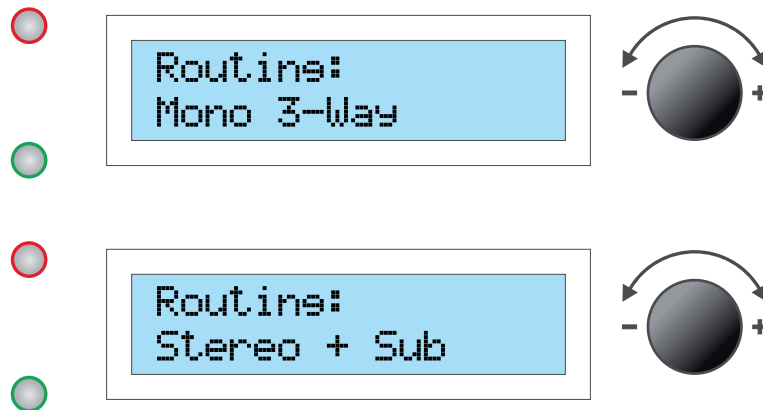 Routing:
Mono 3-Way
- +
Routing:
Stereo + Sub
- +